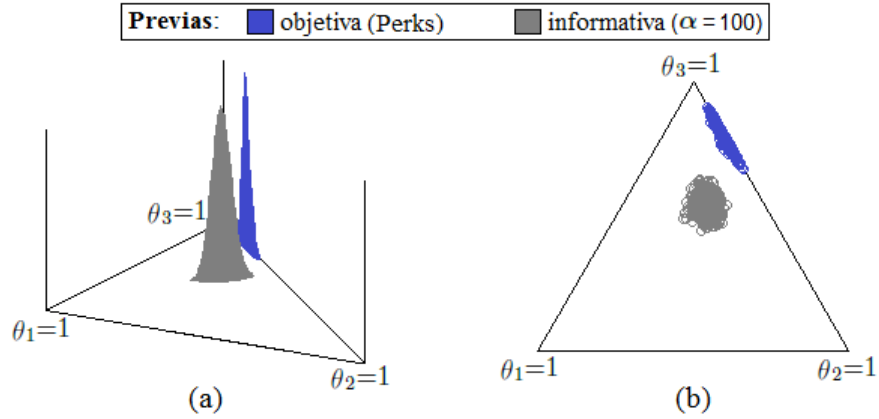 Previas: objetiva (Perks) informativa (α = 100)
θ₃=1
θ₁=1
θ₂=1
(a)
θ₃=1
θ₁=1
θ₂=1
(b)